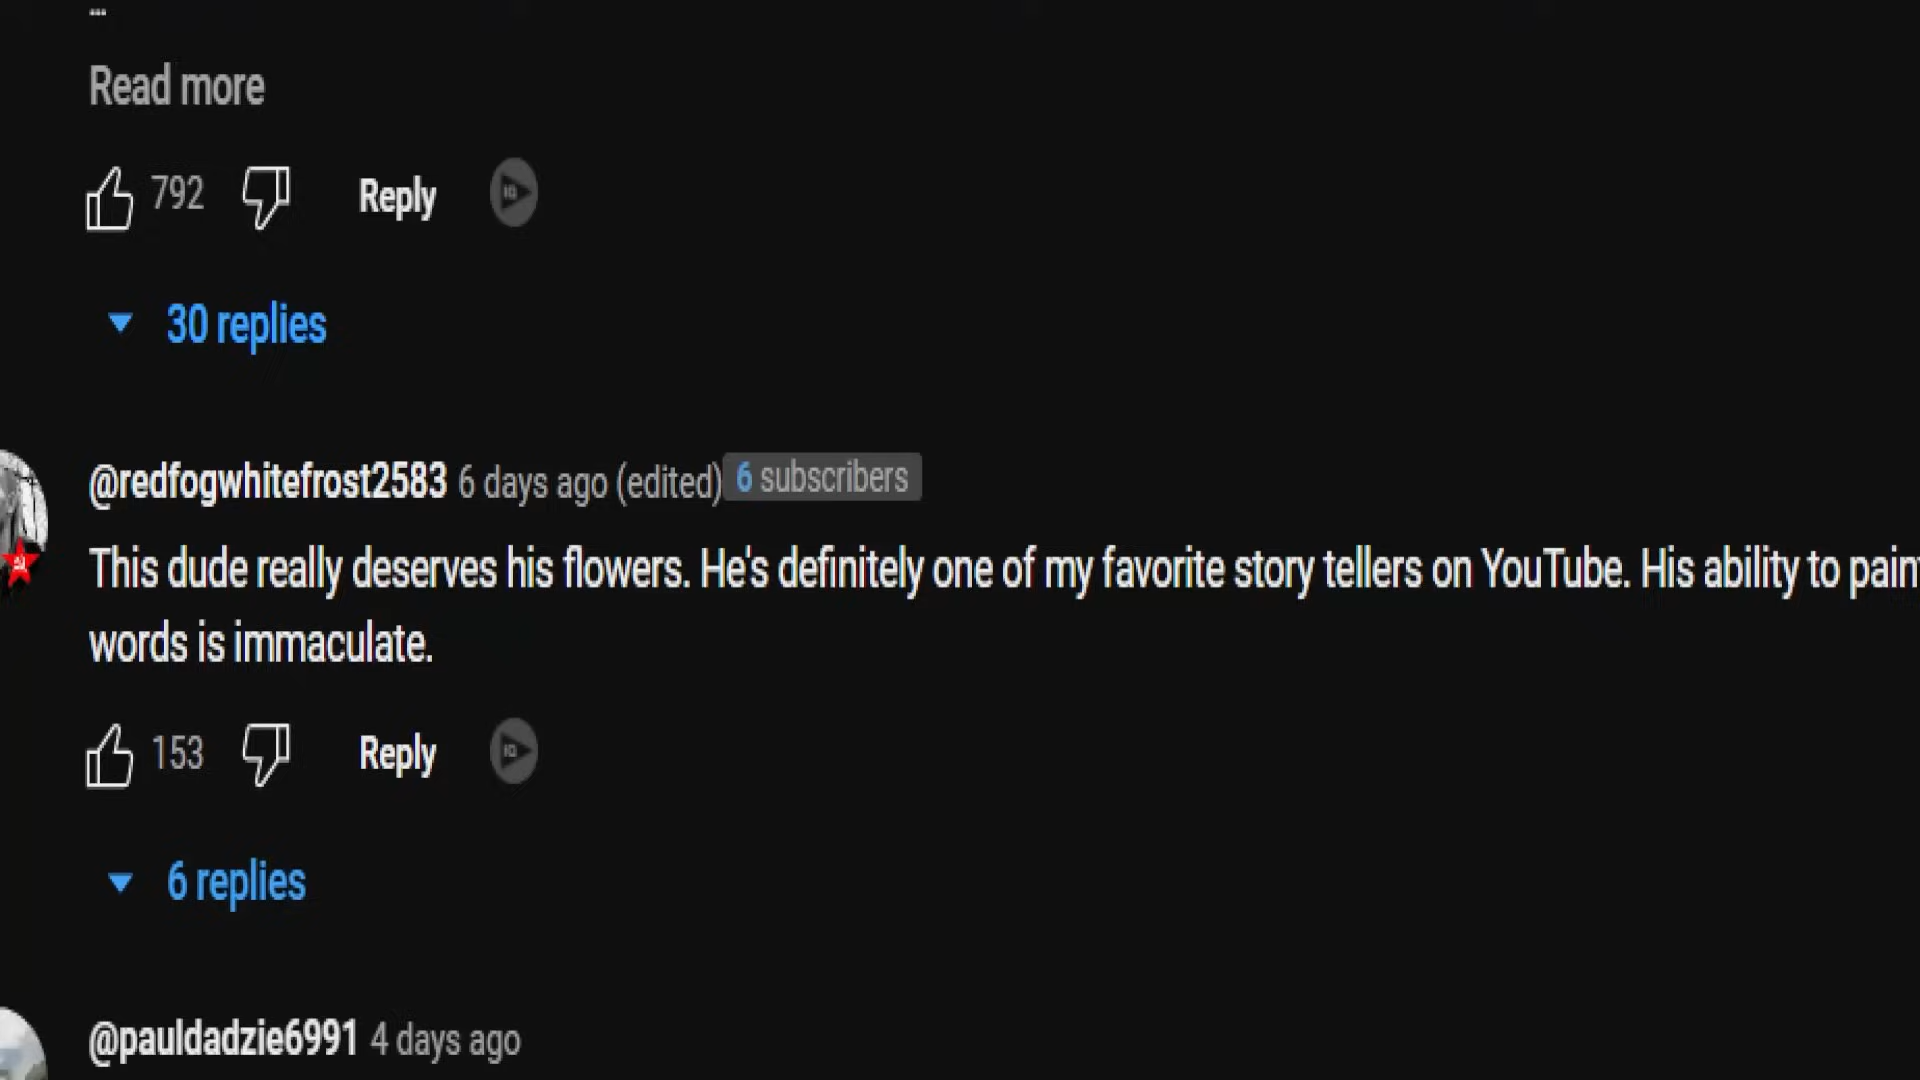 ...
Read more
792 Reply
30 replies
@redfogwhitefrost2583 6 days ago (edited) 6 subscribers
This dude really deserves his flowers. He's definitely one of my favorite story tellers on YouTube. His ability to pain
words is immaculate.
153 Reply
6 replies
@pauldadzie6991 4 days ago